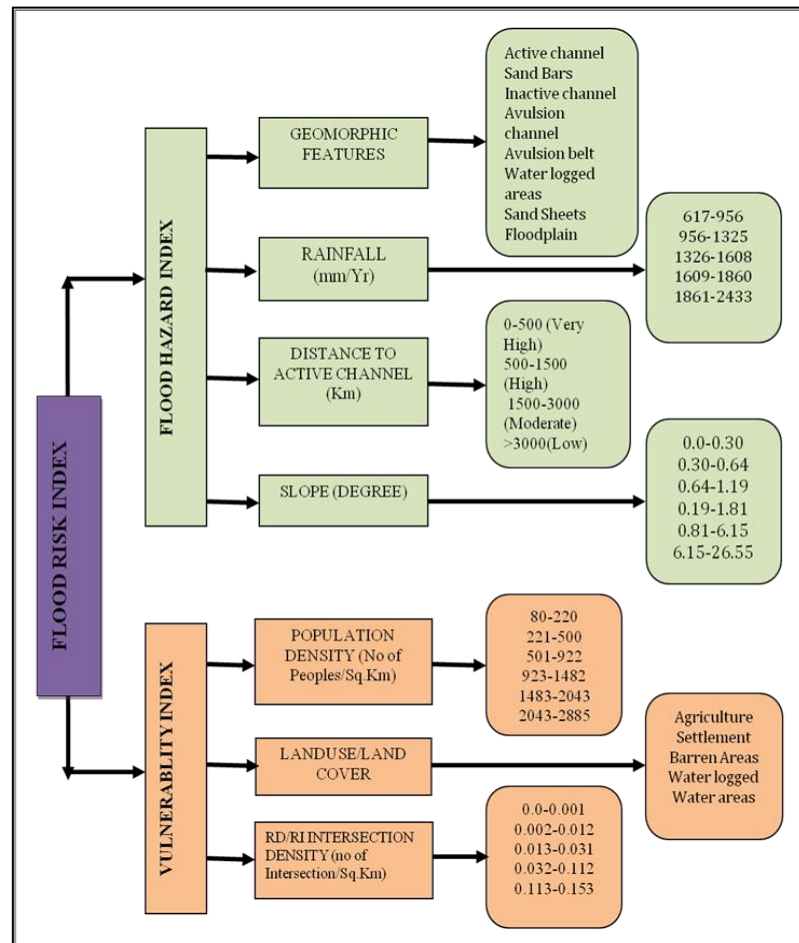 FLOOD RISK INDEX
FLOOD HAZARD INDEX
GEOMORPHIC
FEATURES
Active channel
Sand Bars
Inactive channel
Avulsion
channel
Avulsion belt
Water logged
areas
Sand Sheets
Floodplain
RAINFALL
(mm/Yr)
617-956
956-1325
1326-1608
1609-1860
1861-2433
DISTANCE TO
ACTIVE CHANNEL
(Km)
0-500 (Very
High)
500-1500
(High)
1500-3000
(Moderate)
>3000(Low)
SLOPE (DEGREE)
0.0-0.30
0.30-0.64
0.64-1.19
0.19-1.81
0.81-6.15
6.15-26.55
VULNERABLITY INDEX
POPULATION
DENSITY (No of
Peoples/Sq.Km)
80-220
221-500
501-922
923-1482
1483-2043
2043-2885
LANDUSE/LAND
COVER
Agriculture
Settlement
Barren Areas
Water logged
Water areas
RD/RI INTERSECTION
DENSITY (no of
Intersection/Sq.Km)
0.0-0.001
0.002-0.012
0.013-0.031
0.032-0.112
0.113-0.153